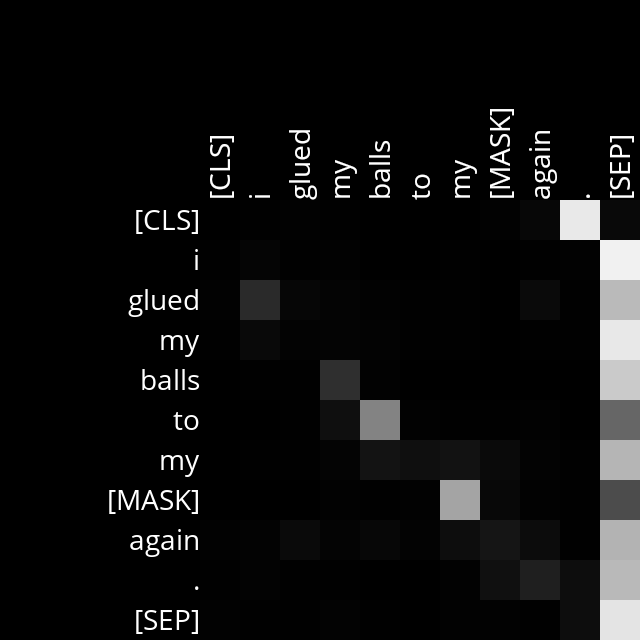 [CLS] i glued my balls to my [MASK] again . [SEP]
[CLS]
i
glued
my
balls
to
my
[MASK]
again
.
[SEP]